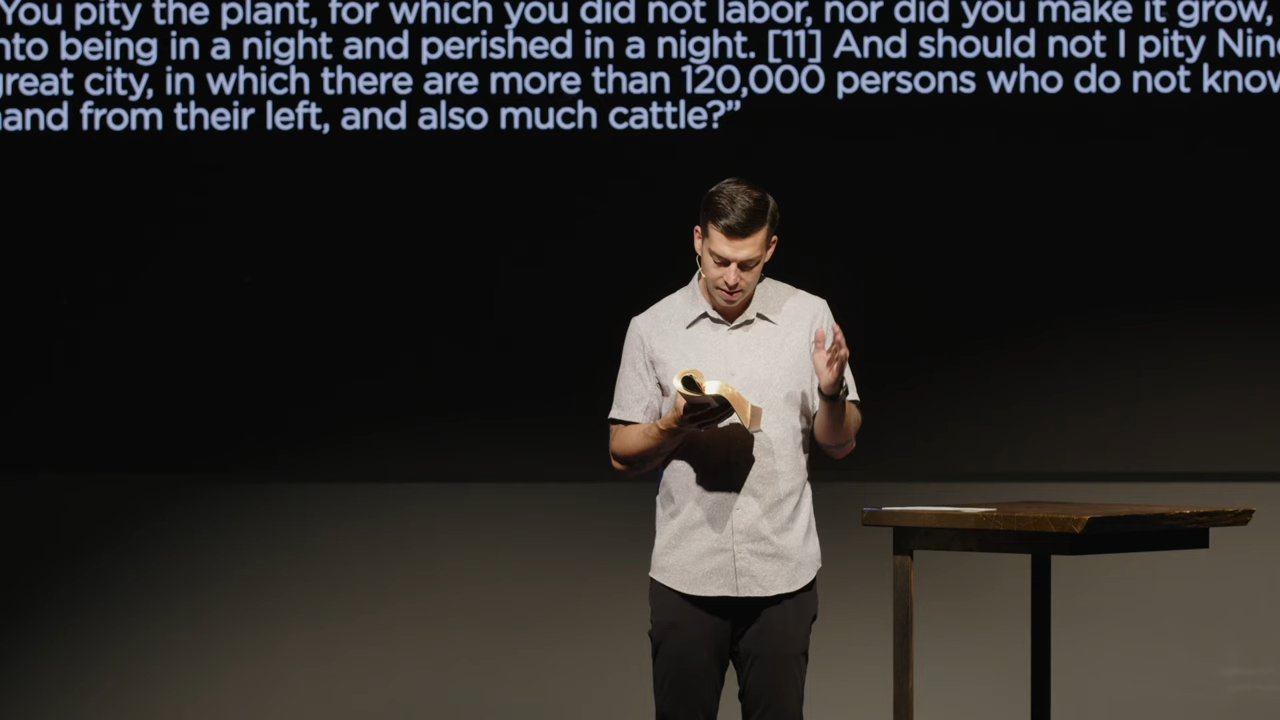 You pity the plant, for which you did not labor, nor did you make it grow,
nto being in a night and perished in a night. [11] And should not I pity Nin
great city, in which there are more than 120,000 persons who do not know
hand from their left, and also much cattle?”